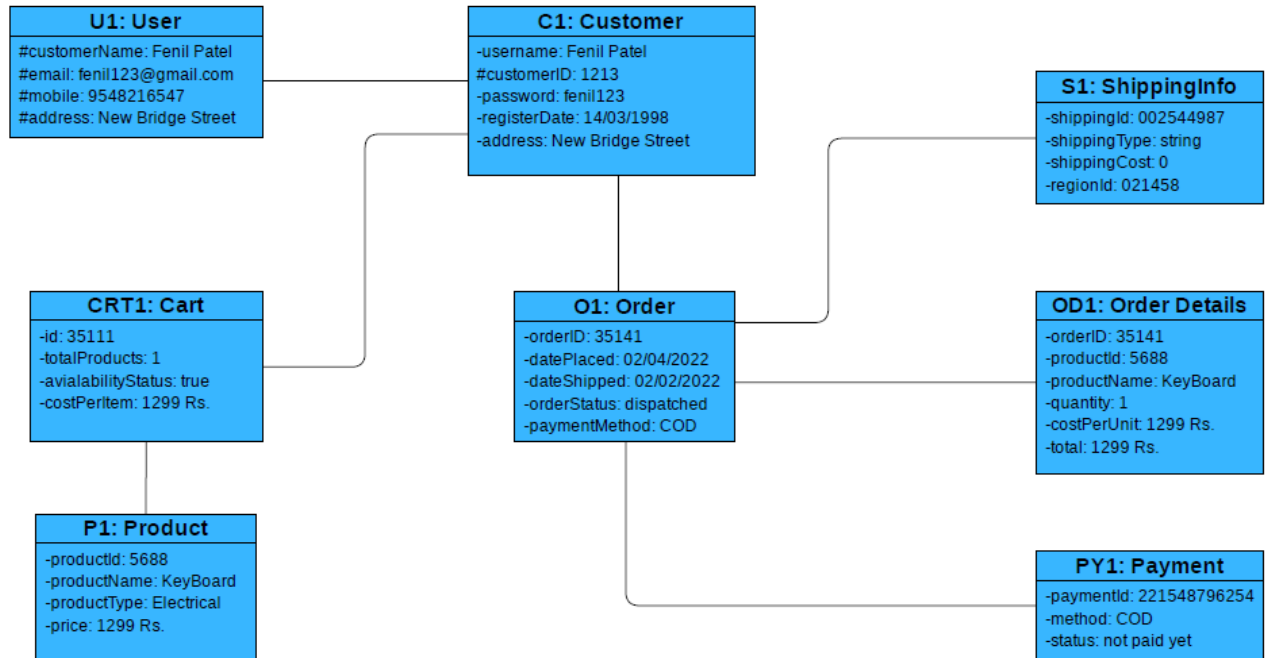 U1: User
#customerName: Fenil Patel
#email: fenil123@gmail.com
#mobile: 9548216547
#address: New Bridge Street
C1: Customer
-username: Fenil Patel
#customerID: 1213
-password: fenil123
-registerDate: 14/03/1998
-address: New Bridge Street
S1: ShippingInfo
-shippingId: 002544987
-shippingType: string
-shippingCost: 0
-regionId: 021458
CRT1: Cart
-id: 35111
-totalProducts: 1
-avialabilityStatus: true
-costPerItem: 1299 Rs.
O1: Order
-orderID: 35141
-datePlaced: 02/04/2022
-dateShipped: 02/02/2022
-orderStatus: dispatched
-paymentMethod: COD
OD1: Order Details
-orderID: 35141
-productId: 5688
-productName: KeyBoard
-quantity: 1
-costPerUnit: 1299 Rs.
-total: 1299 Rs.
P1: Product
-productId: 5688
-productName: KeyBoard
-productType: Electrical
-price: 1299 Rs.
PY1: Payment
-paymentId: 221548796254
-method: COD
-status: not paid yet